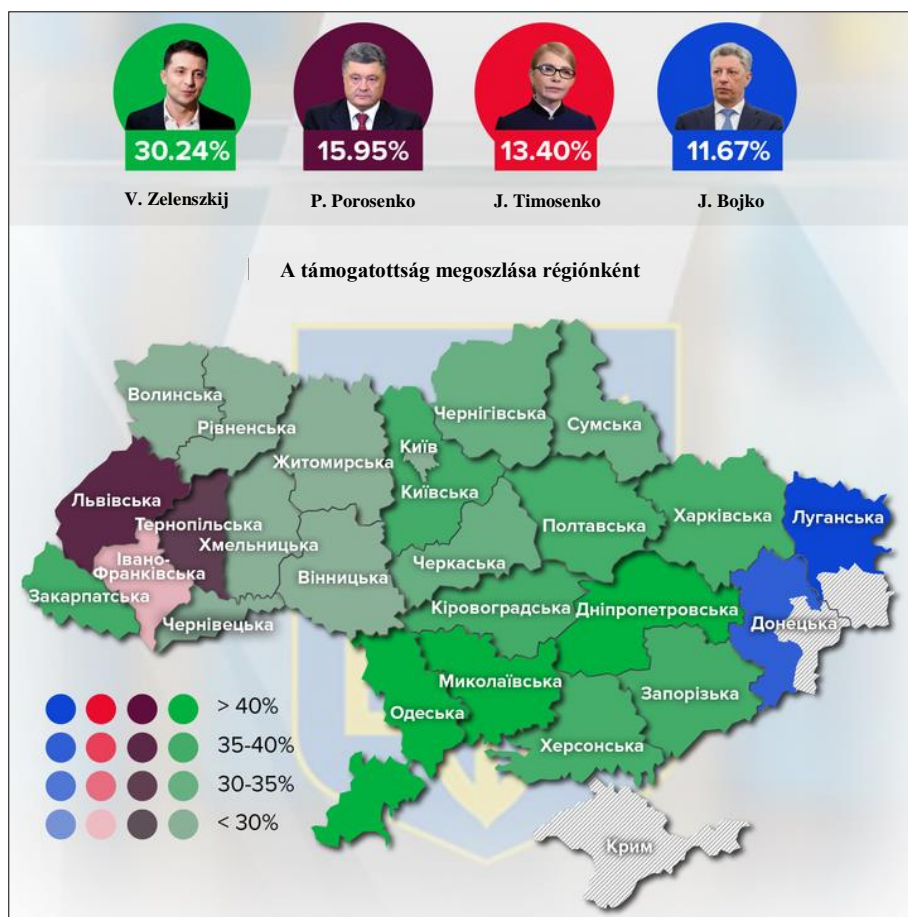 30.24%
15.95%
13.40%
11.67%
V. Zelenszkij
P. Porosenko
J. Timosenko
J. Bojko
A támogatottság megoszlása régiónként
Волинська
Рівненська
Житомирська
Київ
Чернігівська
Сумська
Львівська
Тернопільська
Хмельницька
Київська
Полтавська
Харківська
Луганська
Івано-
Франківська
Закарпатська
Чернівецька
Вінницька
Черкаська
Кіровоградська
Дніпропетровська
Донецька
Миколаївська
Одеська
Запорізька
Херсонська
Крим
> 40%
35-40%
30-35%
< 30%